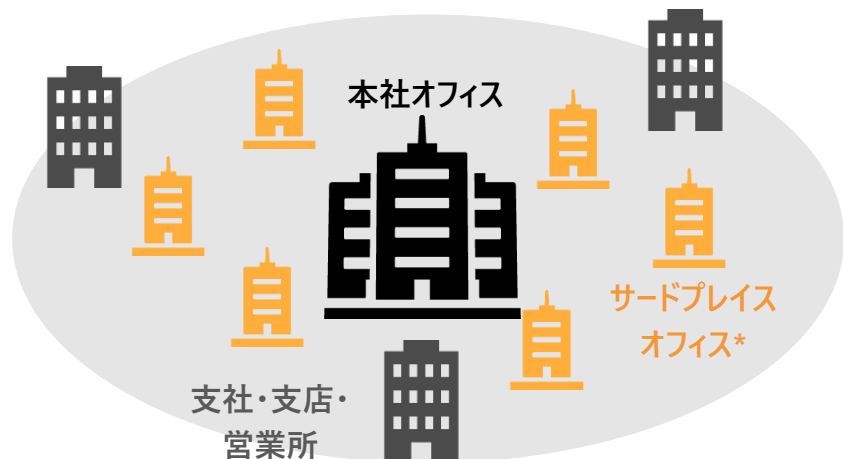 本社オフィス
サードプレイス
オフィス*
支社・支店・
営業所